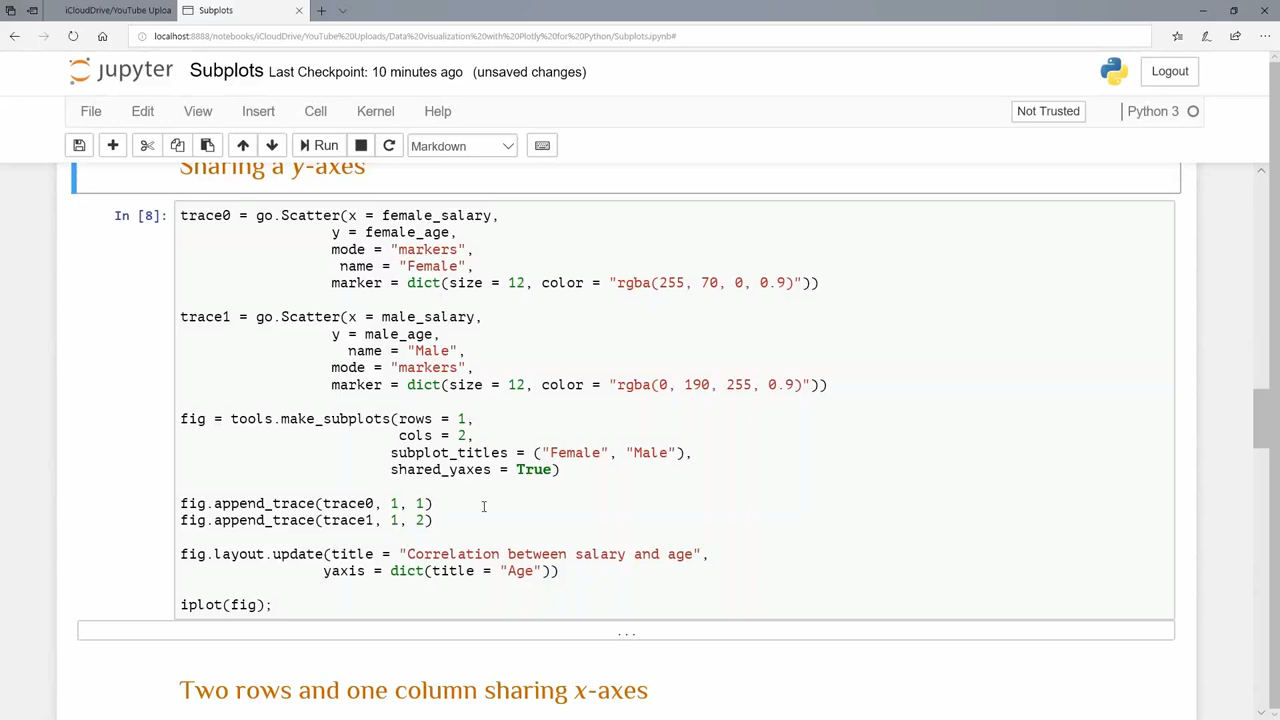 iCloudDrive/YouTube Uploa
Subplots
localhost:8888/notebooks/iCloudDrive/YouTube%20Uploads/Data%20visualization%20with%20Plotly%20for%20Python/Subplots.ipynb#
jupyter Subplots Last Checkpoint: 10 minutes ago (unsaved changes)
Logout
File Edit View Insert Cell Kernel Help
Not Trusted
Python 3
Run
Markdown
Sharing a y-axes
In [8]:
trace0 = go.Scatter(x = female_salary,
y = female_age,
mode = "markers",
name = "Female",
marker = dict(size = 12, color = "rgba(255, 70, 0, 0.9)"))
trace1 = go.Scatter(x = male_salary,
y = male_age,
name = "Male",
mode = "markers",
marker = dict(size = 12, color = "rgba(0, 190, 255, 0.9)"))
fig = tools.make_subplots(rows = 1,
cols = 2,
subplot_titles = ("Female", "Male"),
shared_yaxes = True)
fig.append_trace(trace0, 1, 1)
fig.append_trace(trace1, 1, 2)
fig.layout.update(title = "Correlation between salary and age",
yaxis = dict(title = "Age"))
iplot(fig);
...
Two rows and one column sharing x-axes